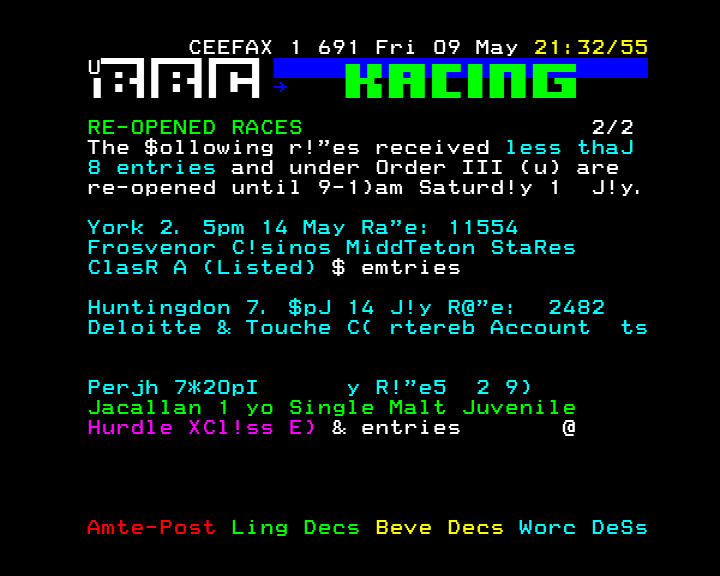 CEEFAX 1 691 Fri 09 May 21:32/55
U
BBC → KACING
RE-OPENED RACES 2/2
The $ollowing r!”es received less thaJ
8 entries and under Order III (u) are
re-opened until 9-1)am Saturd!y 1 J!y.
York 2. 5pm 14 May Ra”e: 11554
Frosvenor C!sinos MiddTeton StaRes
ClasR A (Listed) $ emtries
Huntingdon 7. $pJ 14 J!y R@”e: 2482
Deloitte & Touche C( rtereb Account ts
Perjh 7*20pI y R!”e5 2 9)
Jacallan 1 yo Single Malt Juvenile
Hurdle XCl!ss E) & entries @
Amte-Post Ling Decs Beve Decs Worc DeSs